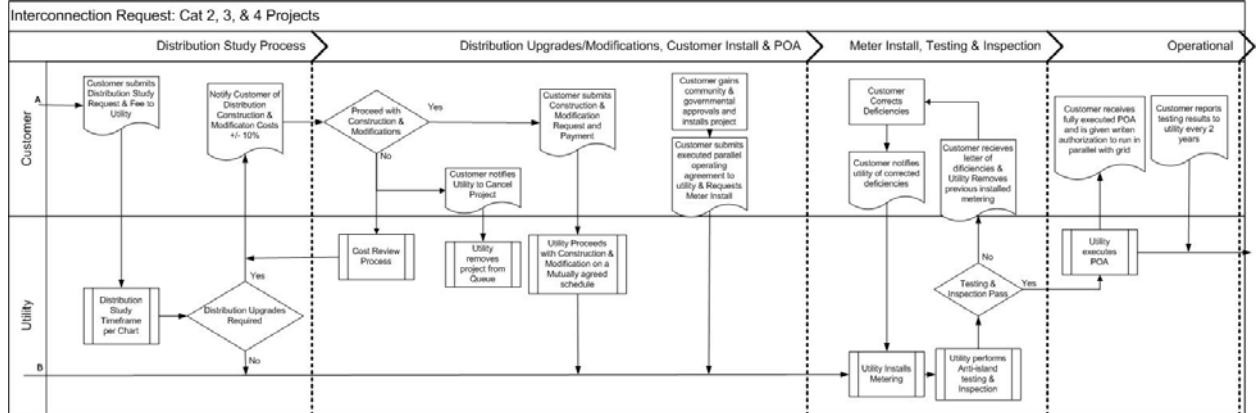 Interconnection Request: Cat 2, 3, & 4 Projects
Distribution Study Process
Distribution Upgrades/Modifications, Customer Install & POA
Meter Install, Testing & Inspection
Operational
Customer
A
Customer submits
Distribution Study
Request & Fee to
Utility
Notify Customer of
Distribution
Construction &
Modificaton Costs
+/- 10%
Proceed with
Construction &
Modifications
Yes
No
Customer notifies
Utility to Cancel
Project
Customer submits
Construction &
Modification
Request and
Payment
Customer gains
community &
governmental
approvals and
installs project
Customer submits
executed parallel
operating
agreement to
utility & Requests
Meter Install
Customer
Corrects
Deficiencies
Customer notifies
utility of corrected
deficiencies
Customer recieves
letter of
dificiencies &
Utility Removes
previous installed
metering
Customer receives
fully executed POA
and is given writen
authorization to run in
parallel with grid
Customer reports
testing results to
utility every 2
years
Utility
Distribution
Study
Timeframe
per Chart
Yes
Distribution Upgrades
Required
No
B
Cost Review
Process
Utility
removes
project from
Queue
Utility Proceeds
with Construction &
Modification on a
Mutually agreed
schedule
Utility Installs
Metering
No
Testing &
Inspection Pass
Yes
Utility performs
Anti-island
testing &
Inspection
Utility
executes
POA